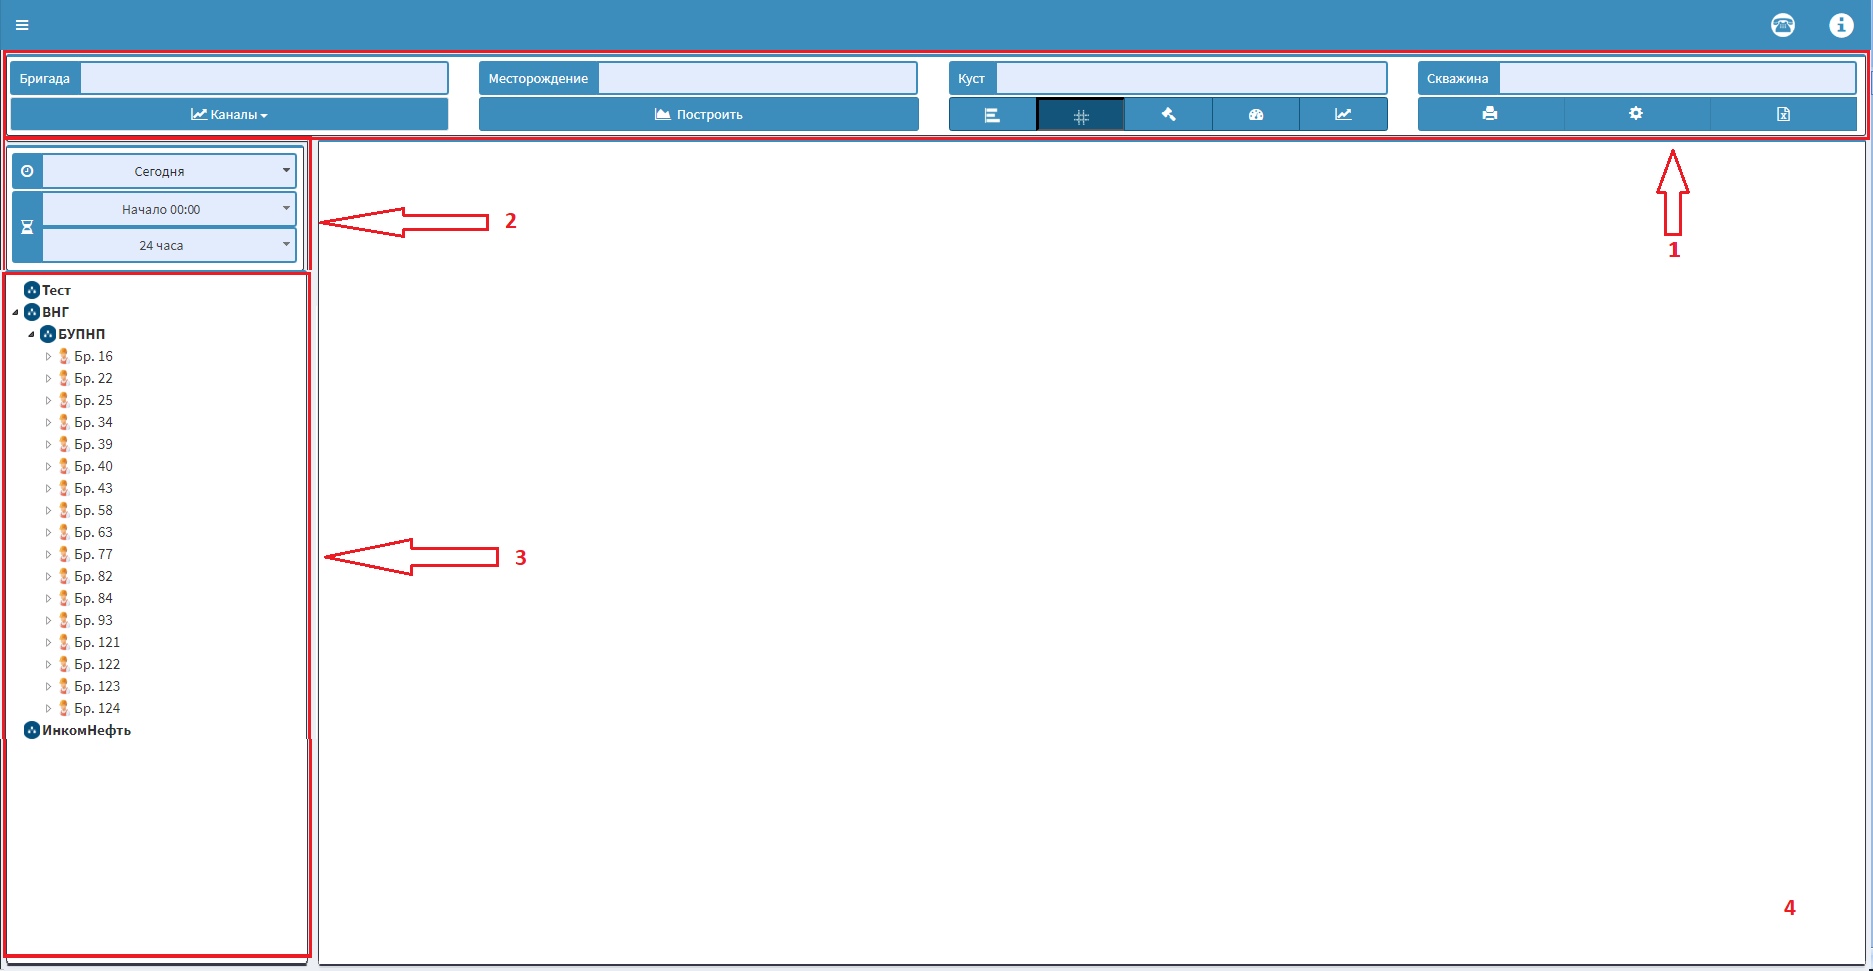 Бригада
Месторождение
Куст
Скважина
Каналы
Построить
1
Сегодня
Начало 00:00
24 часа
2
Тест
ВНГ
БУПНП
Бр. 16
Бр. 22
Бр. 25
Бр. 34
Бр. 39
Бр. 40
Бр. 43
Бр. 58
Бр. 63
Бр. 77
Бр. 82
Бр. 84
Бр. 93
Бр. 121
Бр. 122
Бр. 123
Бр. 124
ИнкомНефть
3
4